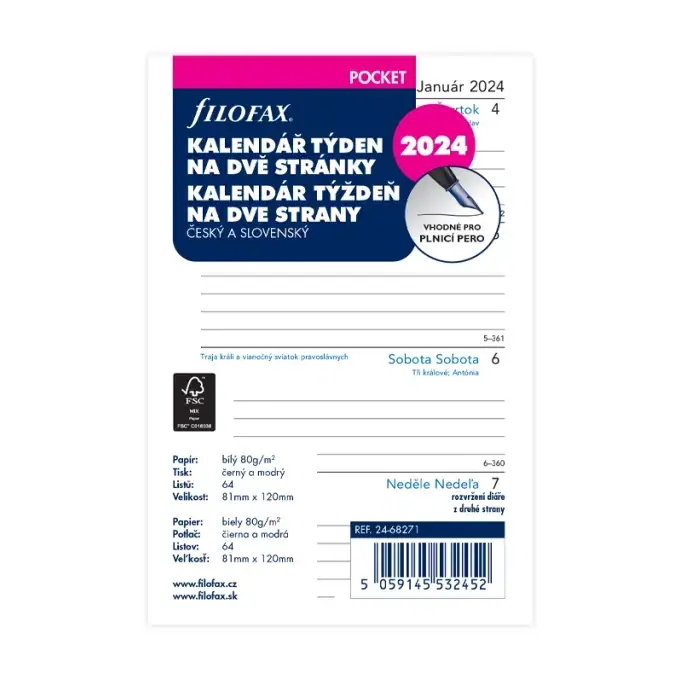 POCKET
Január 2024
4
fILOFAX®
KALENDÁŘ TÝDEN
NA DVĚ STRÁNKY
KALENDÁR TÝŽDEŇ
NA DVE STRANY
ČESKÝ A SLOVENSKÝ
2024
VHODNÉ PRO
PLNICÍ PERO
5–361
Traja králi a vianočný sviatok pravoslávnych
Sobota Sobota 6
Tři králové; Antónia
FSC
MIX
Paper
FSC® C016038
6–360
Neděle Nedeľa 7
rozvržení diáře
z druhé strany
Papír: bílý 80g/m²
Tisk: černý a modrý
Listů: 64
Velikost: 81mm x 120mm
Papier: biely 80g/m²
Potlač: čierna a modrá
Listov: 64
Veľkosť: 81mm x 120mm
www.filofax.cz
www.filofax.sk
REF. 24-68271
5 059145 532452